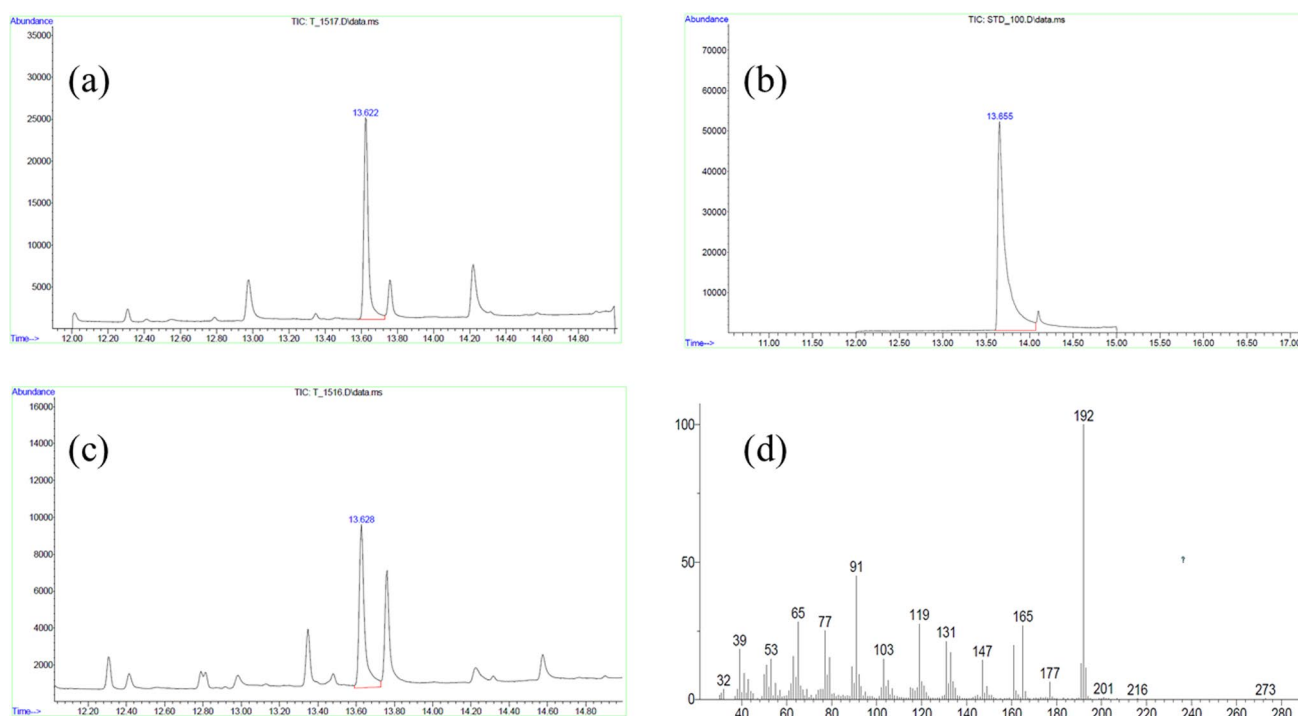 Abundance
TIC: T_1517.D\data.ms
(a)
35000
30000
25000
20000
15000
10000
5000
13.622
12.00 12.20 12.40 12.60 12.80 13.00 13.20 13.40 13.60 13.80 14.00 14.20 14.40 14.60 14.80
Time-->
Abundance
TIC: STD_100.D\data.ms
(b)
70000
60000
50000
40000
30000
20000
10000
13.655
11.00 11.50 12.00 12.50 13.00 13.50 14.00 14.50 15.00 15.50 16.00 16.50 17.00
Time-->
Abundance
TIC: T_1516.D\data.ms
(c)
16000
14000
12000
10000
8000
6000
4000
2000
13.628
12.20 12.40 12.60 12.80 13.00 13.20 13.40 13.60 13.80 14.00 14.20 14.40 14.60 14.80
Time-->
(d)
100
50
0
192
91
65
77
119
165
39
53
131
103
147
32
177
201
216
273
?
40 60 80 100 120 140 160 180 200 220 240 260 280